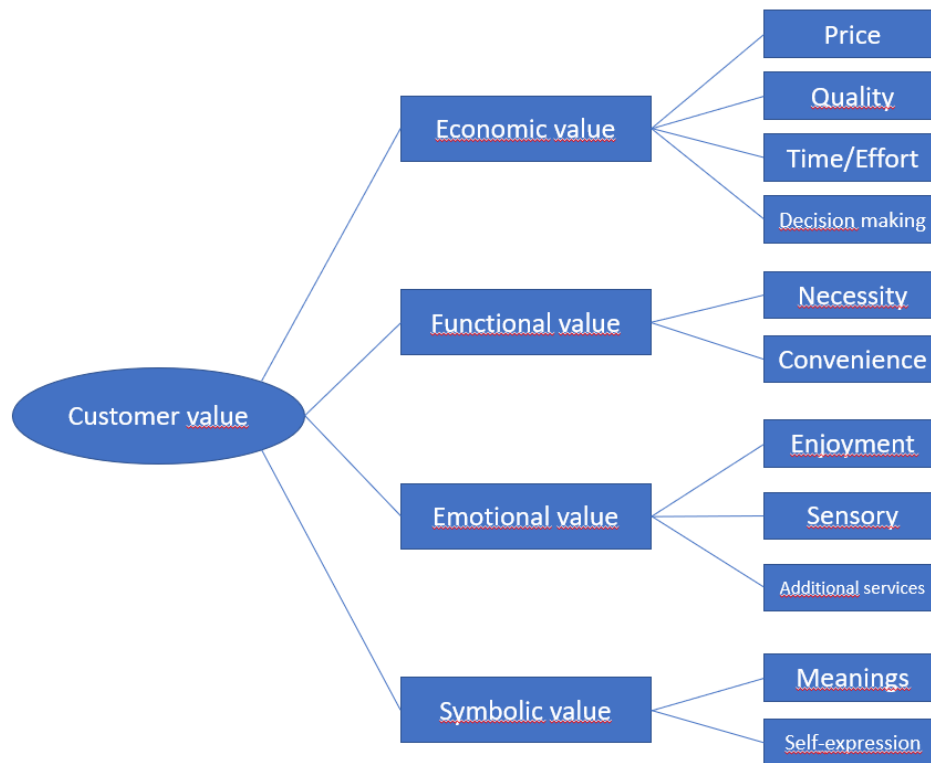 Price
Quality
Economic value
Time/Effort
Decision making
Necessity
Functional value
Convenience
Customer value
Enjoyment
Emotional value
Sensory
Additional services
Meanings
Symbolic value
Self-expression